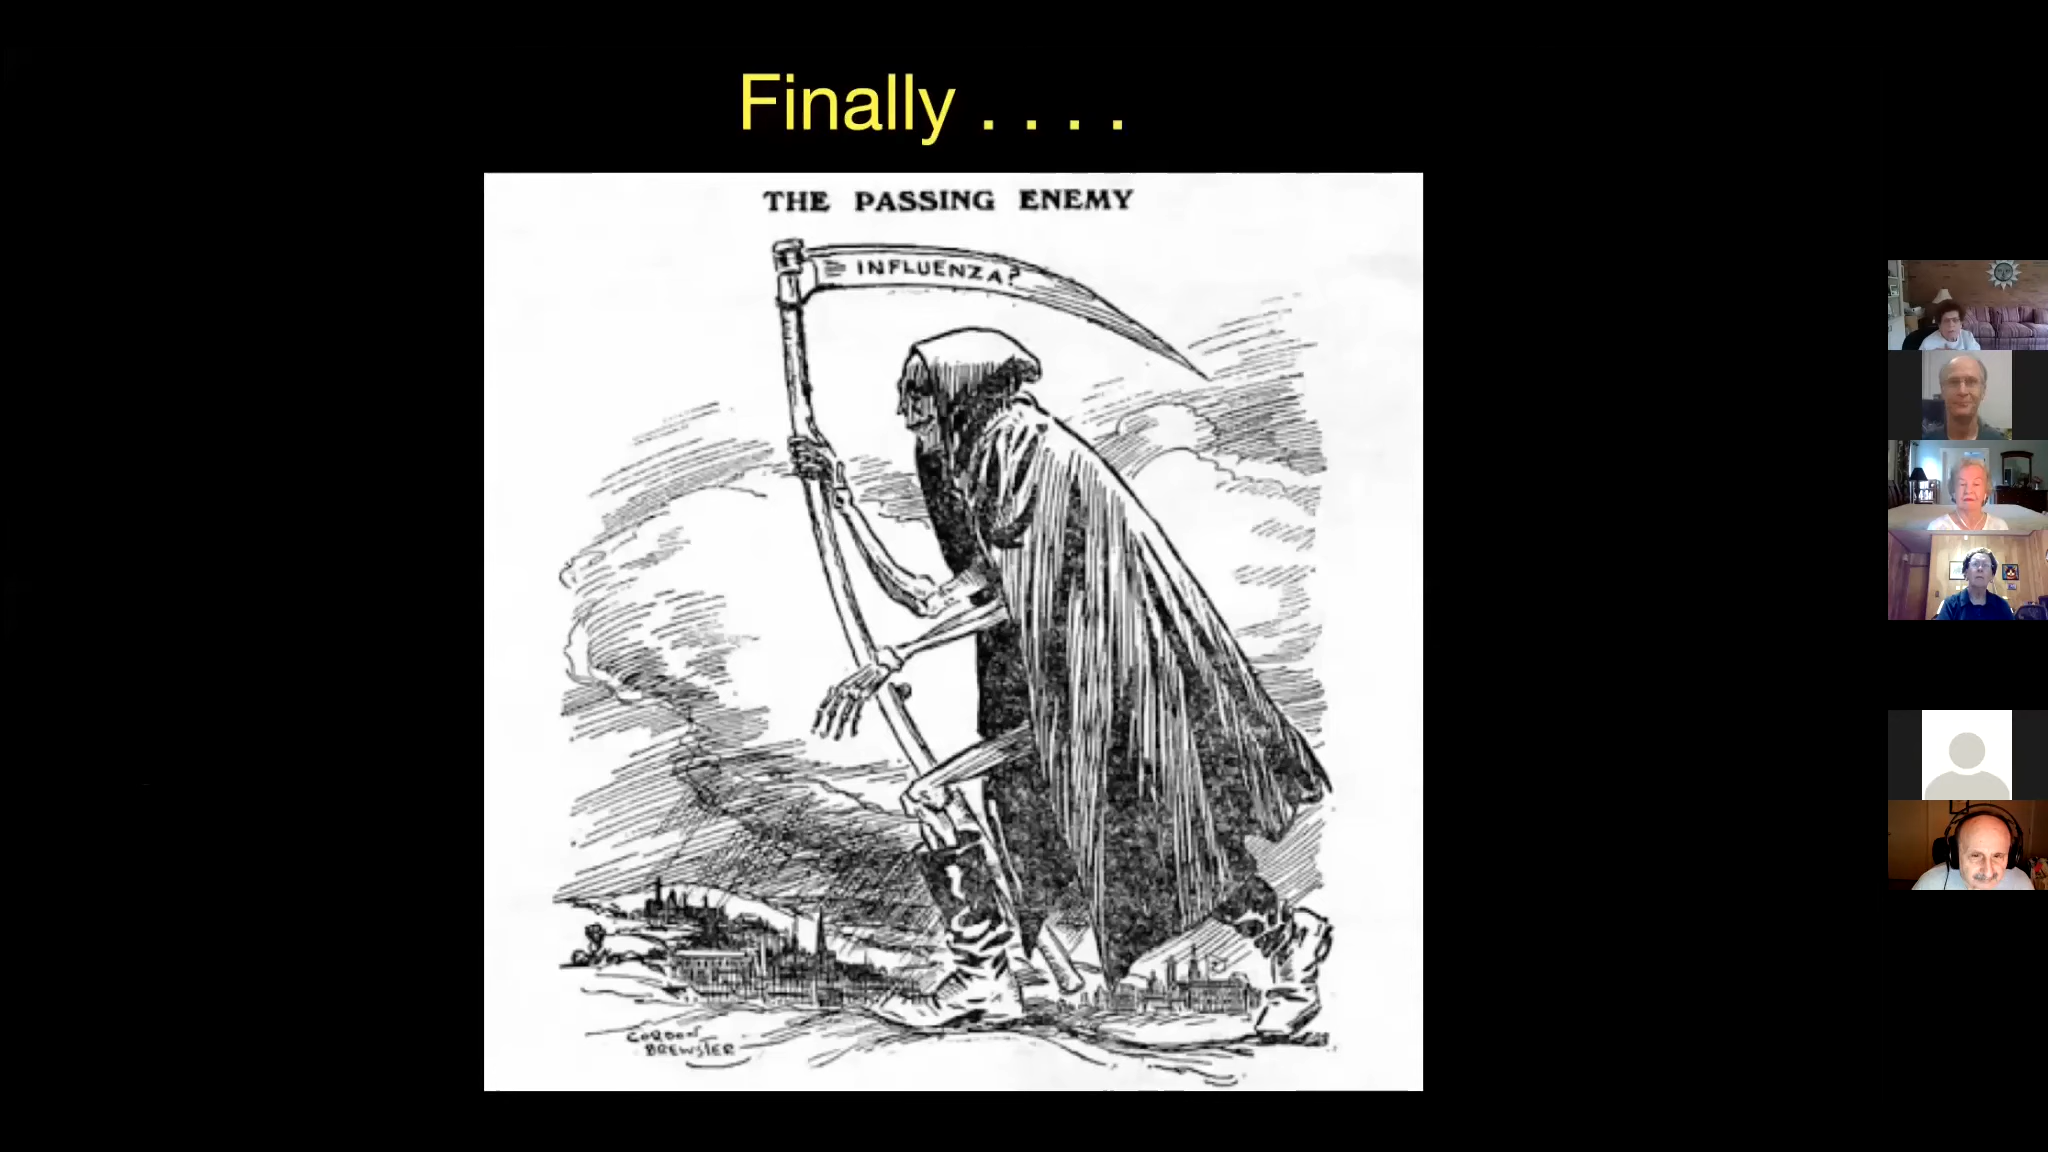 Finally . . . .
THE PASSING ENEMY
INFLUENZA?
GORDON
BREWSTER